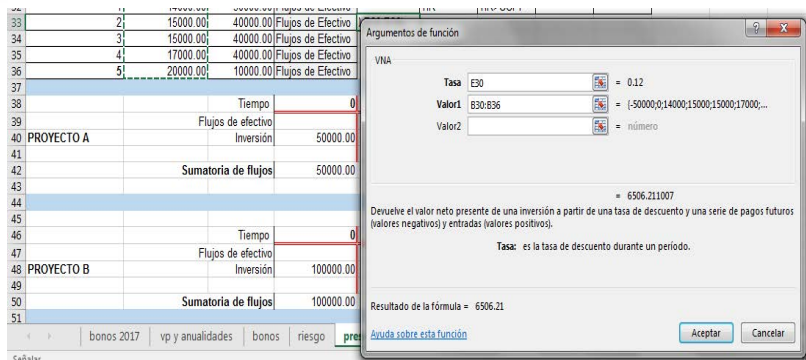 33 2 15000.00 40000.00 Flujos de Efectivo
34 3 15000.00 40000.00 Flujos de Efectivo
35 4 17000.00 40000.00 Flujos de Efectivo
36 5 20000.00 10000.00 Flujos de Efectivo
37
38 Tiempo 0
39 Flujos de efectivo
40 PROYECTO A Inversión 50000.00
41
42 Sumatoria de flujos 50000.00
43
44
45
46 Tiempo 0
47 Flujos de efectivo
48 PROYECTO B Inversión 100000.00
49
50 Sumatoria de flujos 100000.00
51
bonos 2017 vp y anualidades bonos riesgo pre
Señalar
Argumentos de función ? X
VNA
Tasa E30 = 0.12
Valor1 B30:B36 = {-50000;0;14000;15000;15000;17000;...
Valor2 = número
= 6506.211007
Devuelve el valor neto presente de una inversión a partir de una tasa de descuento y una serie de pagos futuros
(valores negativos) y entradas (valores positivos).
Tasa: es la tasa de descuento durante un período.
Resultado de la fórmula = 6506.21
Ayuda sobre esta función Aceptar Cancelar